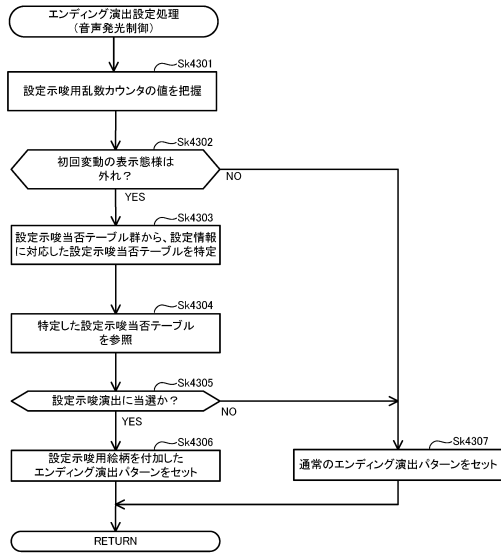 エンディング演出設定処理
(音声発光制御)
Sk4301
設定示唆用乱数カウンタの値を把握
Sk4302
初回変動の表示態様は
外れ？
NO
YES
Sk4303
設定示唆当否テーブル群から、設定情報
に対応した設定示唆当否テーブルを特定
Sk4304
特定した設定示唆当否テーブル
を参照
Sk4305
設定示唆演出に当選か？
NO
YES
Sk4306
設定示唆用絵柄を付加した
エンディング演出パターンをセット
Sk4307
通常のエンディング演出パターンをセット
RETURN